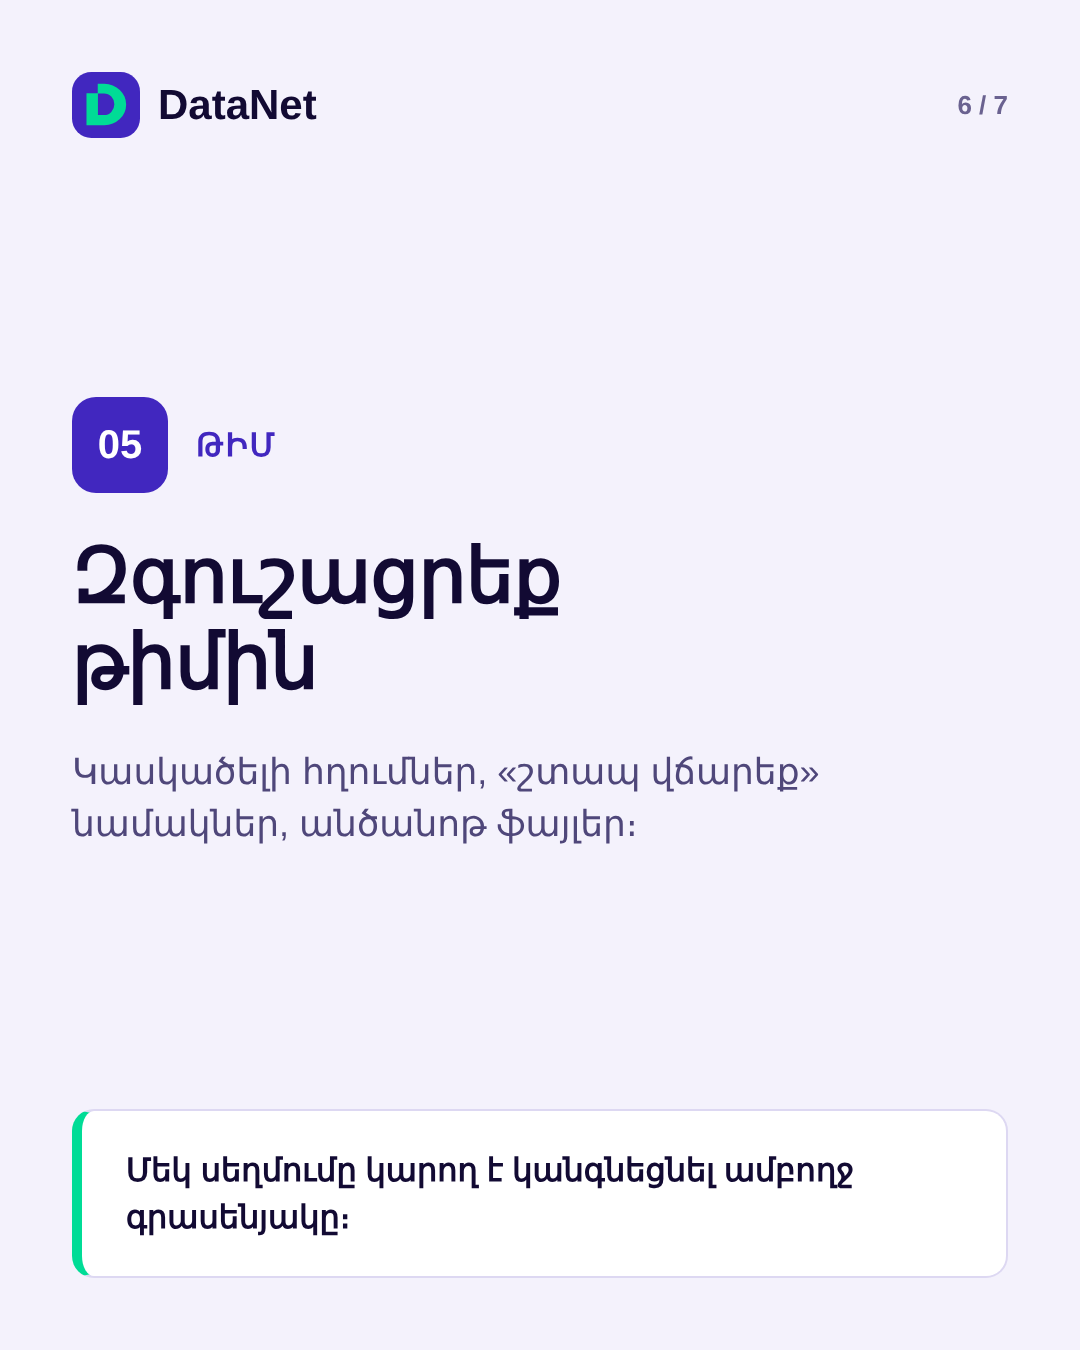 DataNet
6 / 7
05
ԹԻՄ
Զգուշացրեք
թիմին
Կասկածելի հղումներ, «շտապ վճարեք»
նամակներ, անծանոթ ֆայլեր։
Մեկ սեղմումը կարող է կանգնեցնել ամբողջ
գրասենյակը։